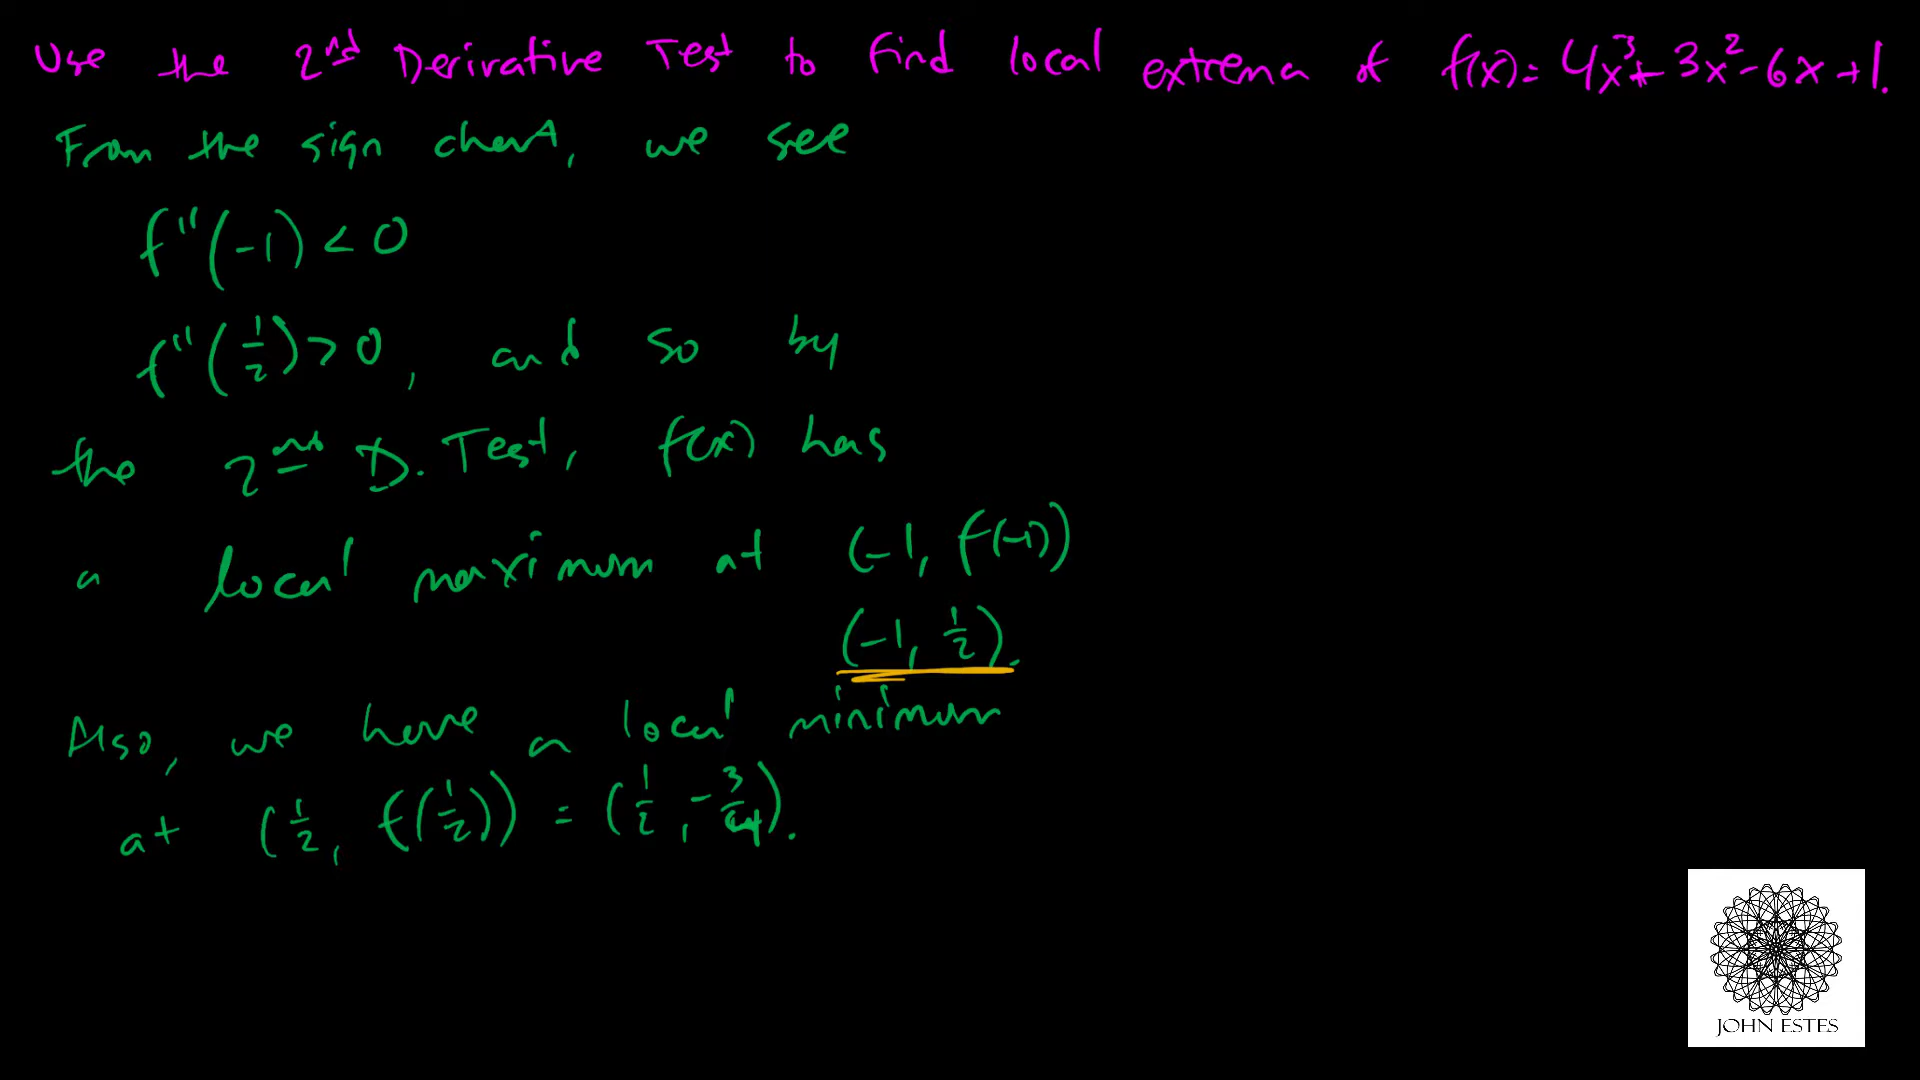 Use the 2nd Derivative Test to find local extrema of f(x) = 4x³ + 3x² - 6x + 1.
From the sign chart, we see
f''(-1) < 0
f''(1/2) > 0, and so by
the 2nd D. Test, f(x) has
a local maximum at (-1, f(-1))
(-1, 1/2).
Also, we have a local minimum
at (1/2, f(1/2)) = (1/2, -3/4).
JOHN ESTES